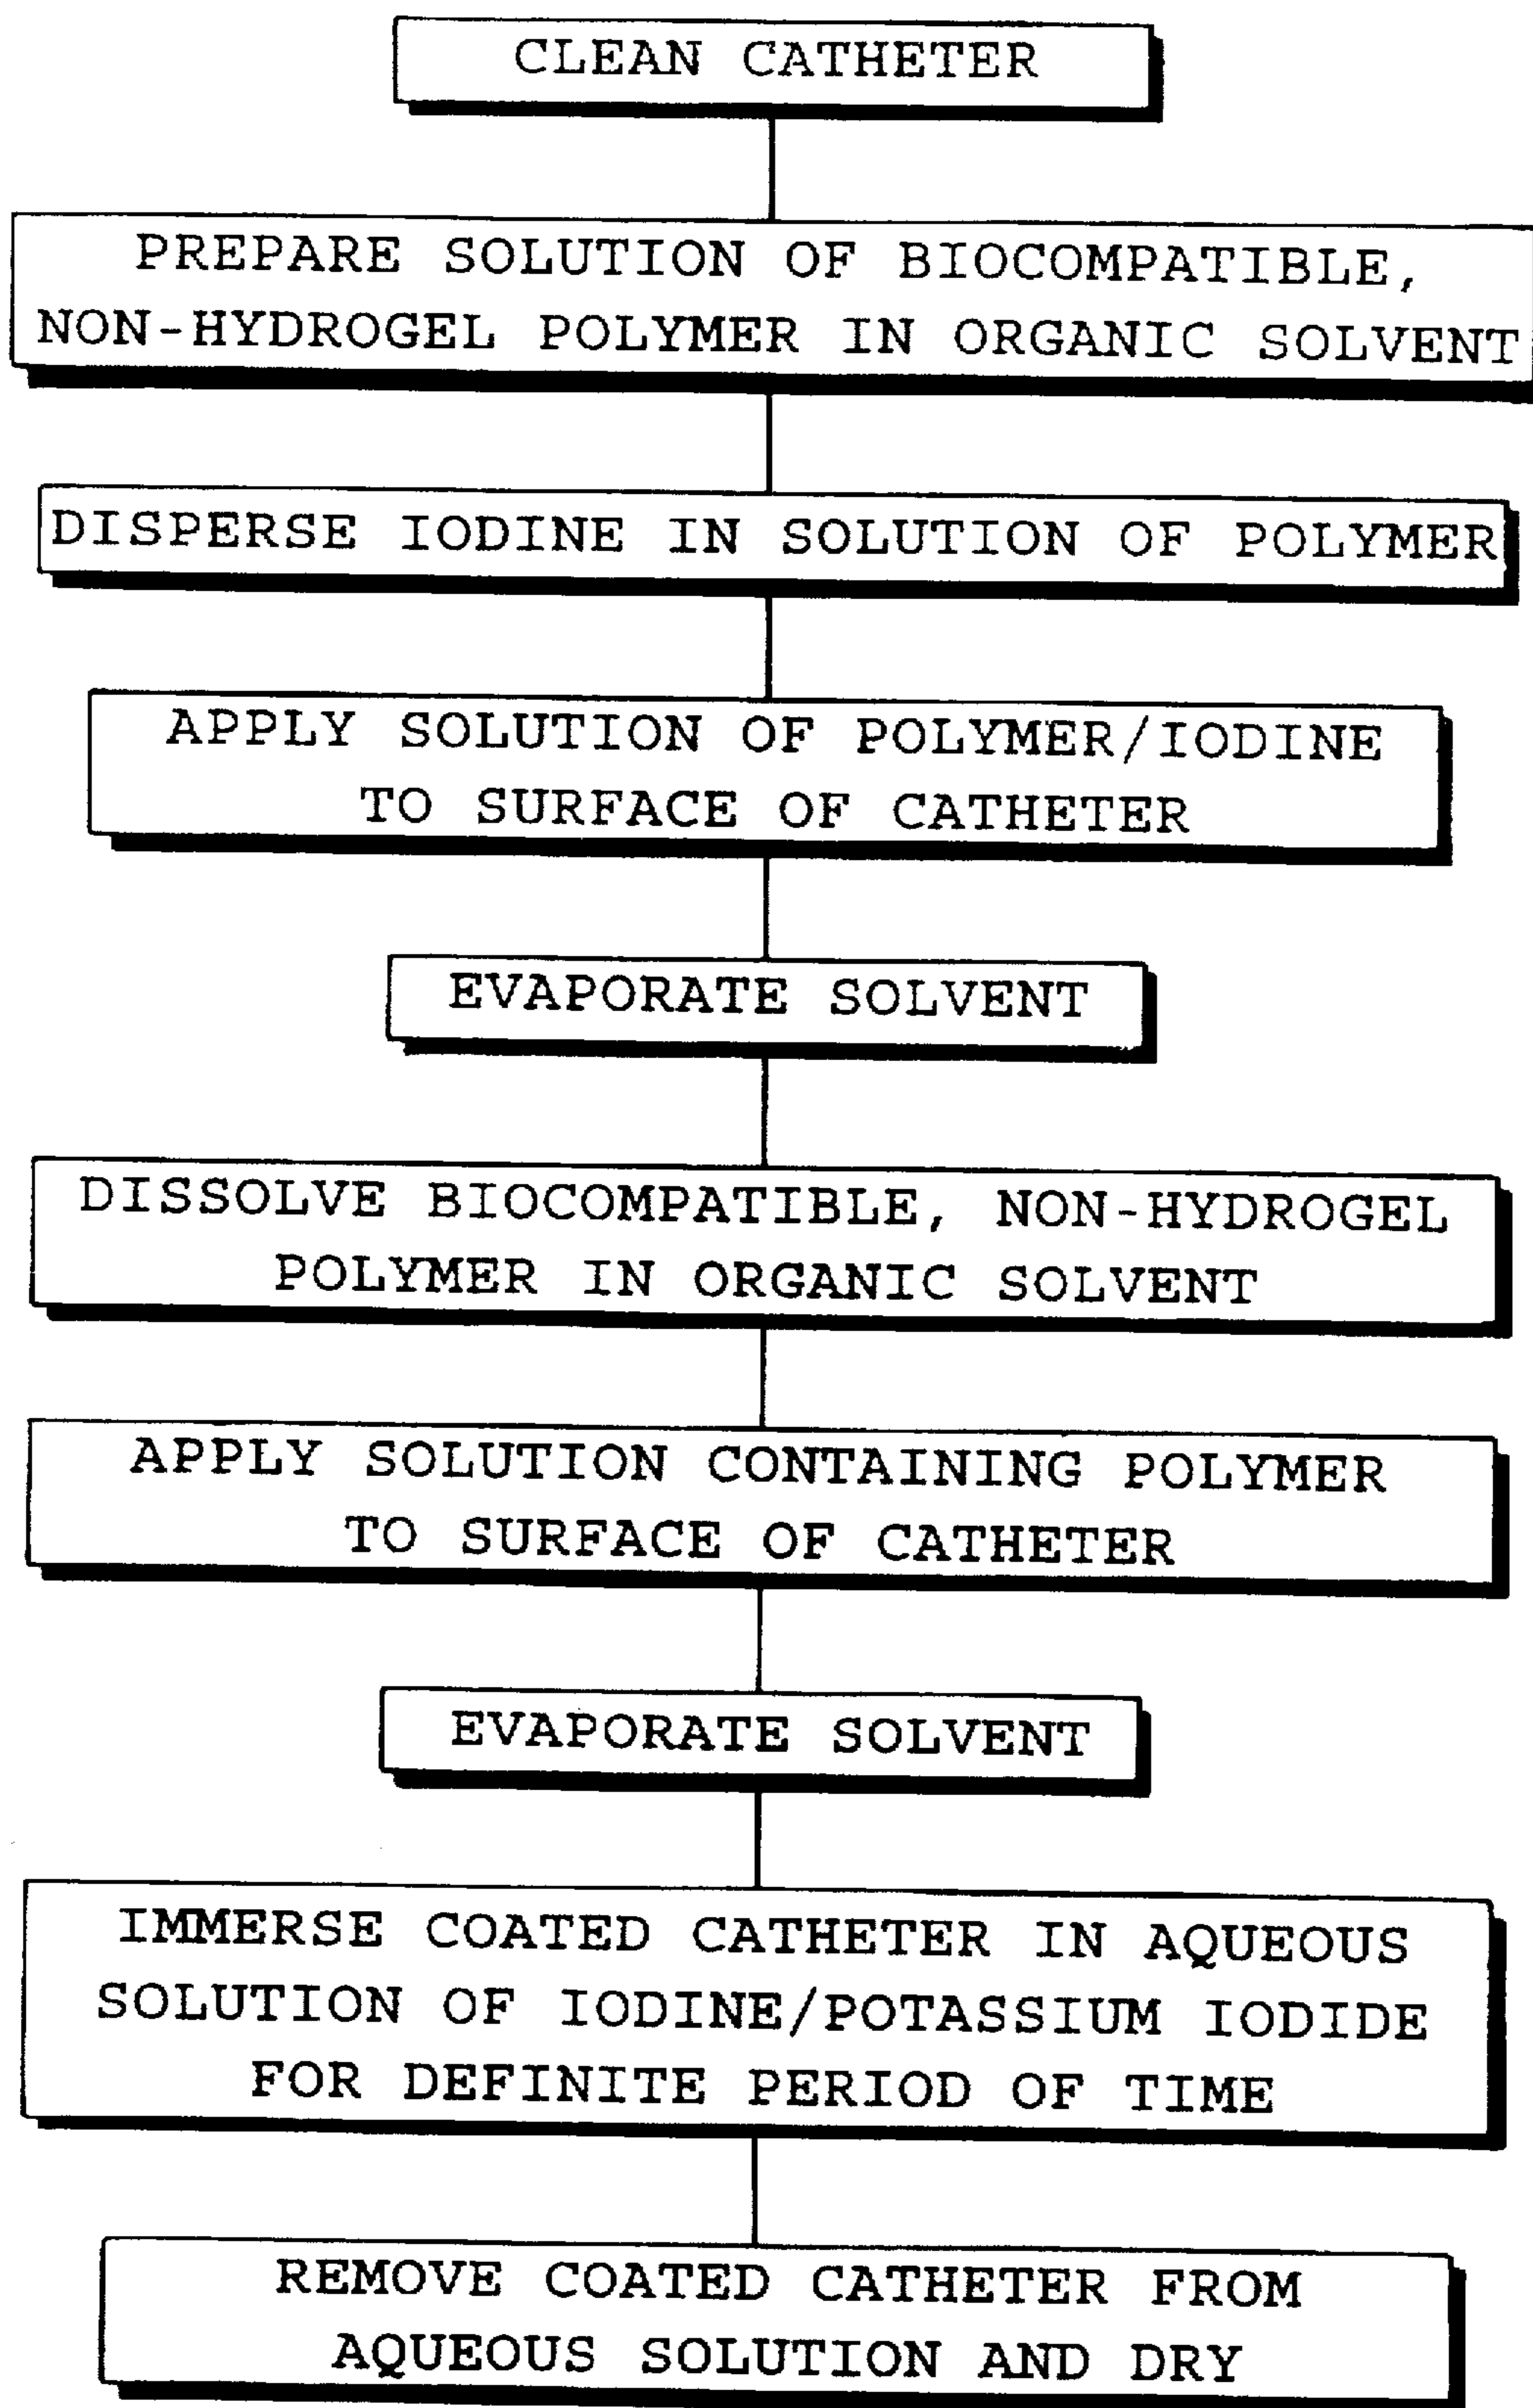 CLEAN CATHETER
PREPARE SOLUTION OF BIOCOMPATIBLE,
NON-HYDROGEL POLYMER IN ORGANIC SOLVENT
DISPERSE IODINE IN SOLUTION OF POLYMER
APPLY SOLUTION OF POLYMER/IODINE
TO SURFACE OF CATHETER
EVAPORATE SOLVENT
DISSOLVE BIOCOMPATIBLE, NON-HYDROGEL
POLYMER IN ORGANIC SOLVENT
APPLY SOLUTION CONTAINING POLYMER
TO SURFACE OF CATHETER
EVAPORATE SOLVENT
IMMERSE COATED CATHETER IN AQUEOUS
SOLUTION OF IODINE/POTASSIUM IODIDE
FOR DEFINITE PERIOD OF TIME
REMOVE COATED CATHETER FROM
AQUEOUS SOLUTION AND DRY